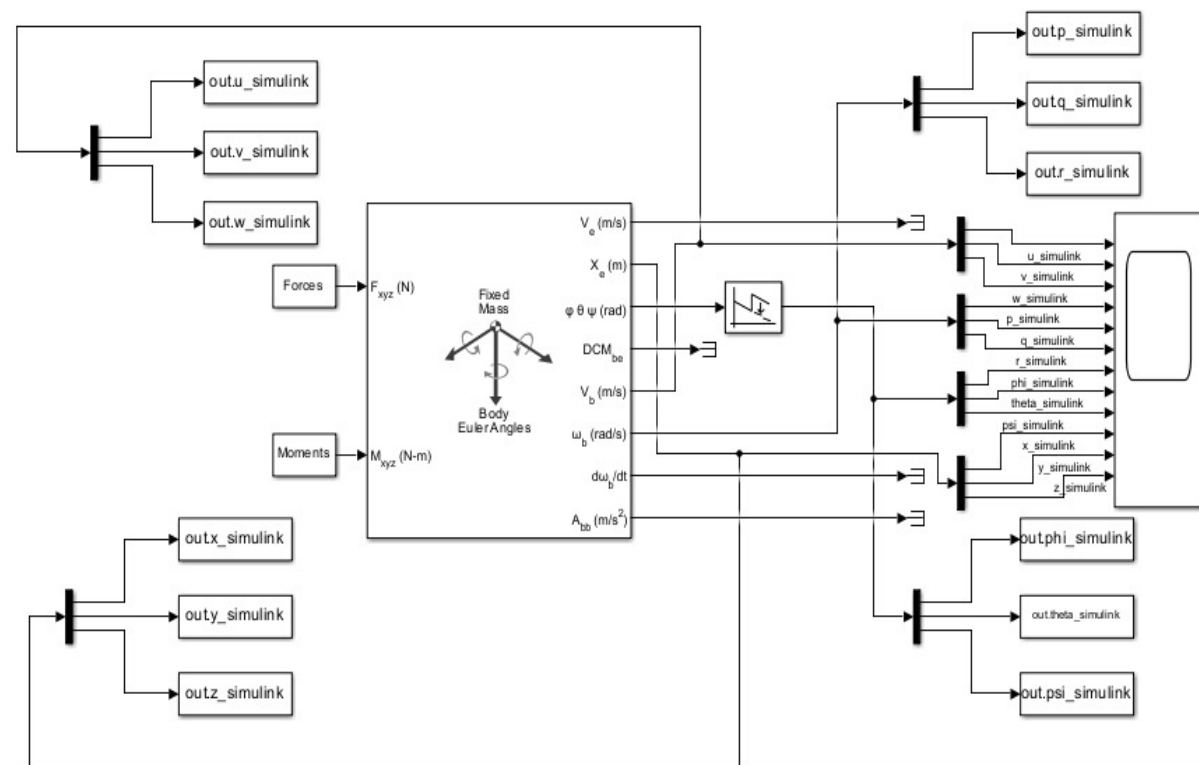 out.u_simulink
out.v_simulink
out.w_simulink
out.p_simulink
out.q_simulink
out.r_simulink
Forces
Moments
F_xyz (N)
M_xyz (N-m)
Fixed
Mass
Body
Euler Angles
V_e (m/s)
X_e (m)
φ θ ψ (rad)
DCM_be
V_b (m/s)
ω_b (rad/s)
dω_b/dt
A_bb (m/s²)
u_simulink
v_simulink
w_simulink
p_simulink
q_simulink
r_simulink
phi_simulink
theta_simulink
psi_simulink
x_simulink
y_simulink
z_simulink
out.x_simulink
out.y_simulink
out.z_simulink
out.phi_simulink
out.theta_simulink
out.psi_simulink